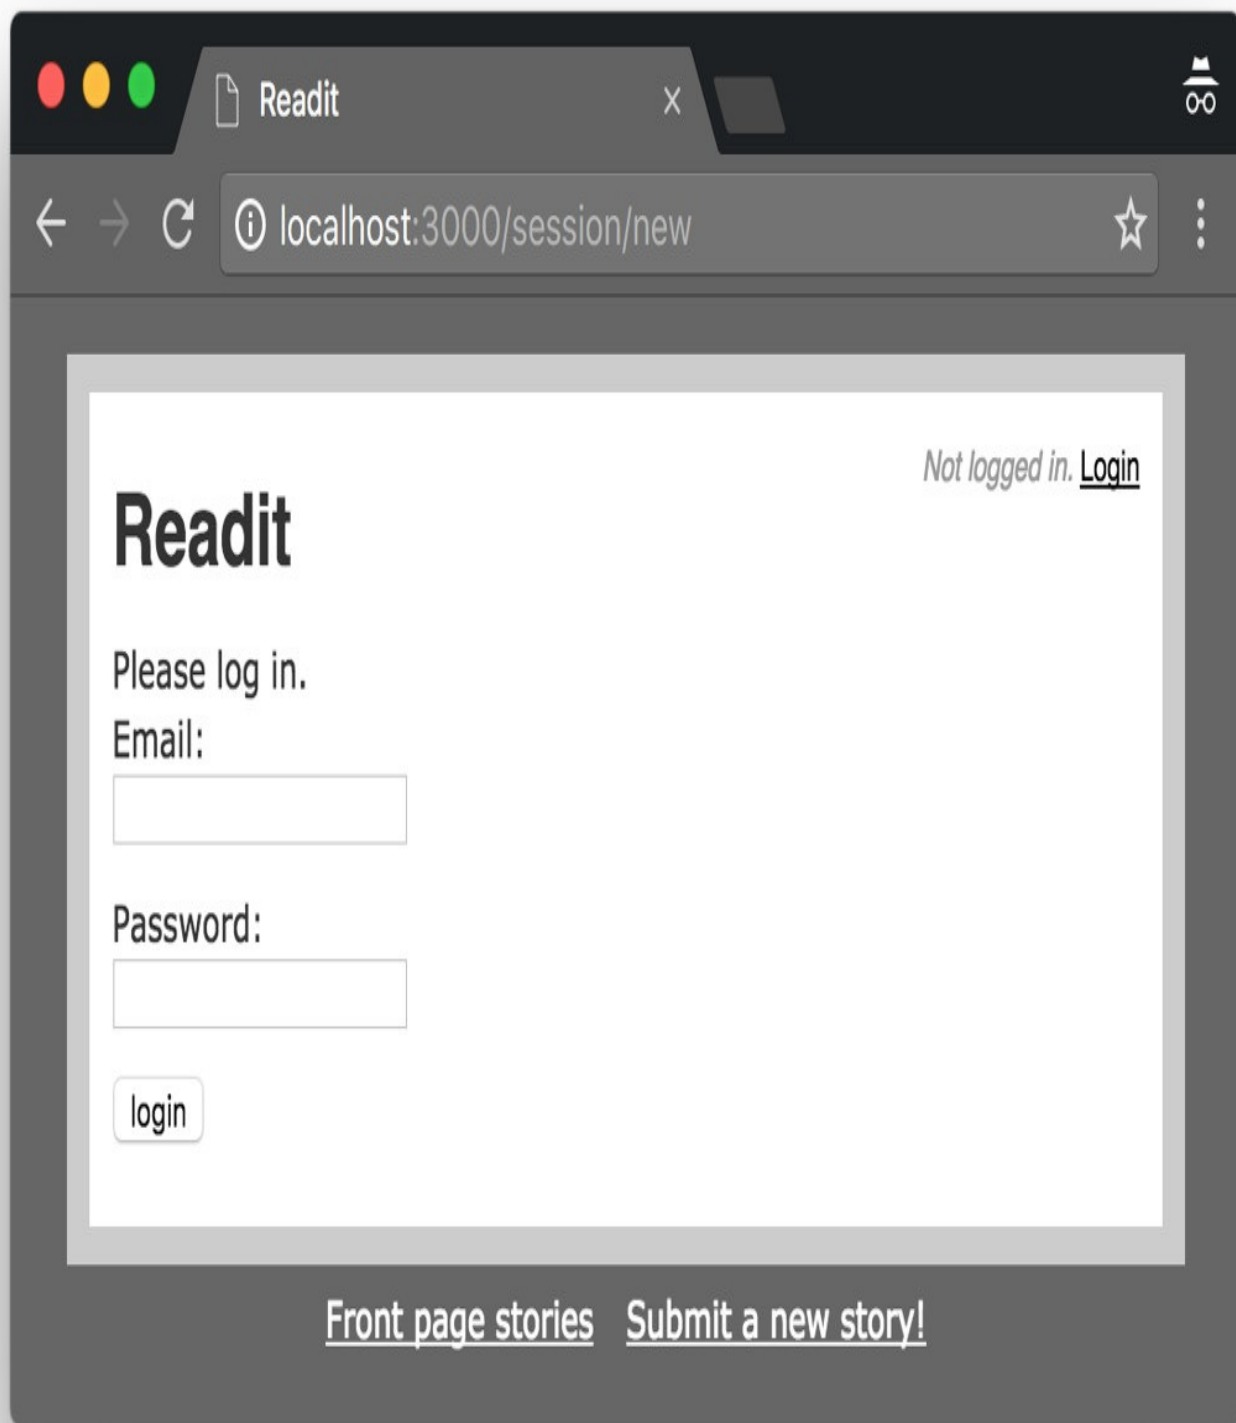 Readit
localhost:3000/session/new
Not logged in. Login
Readit
Please log in.
Email:
Password:
login
Front page stories Submit a new story!